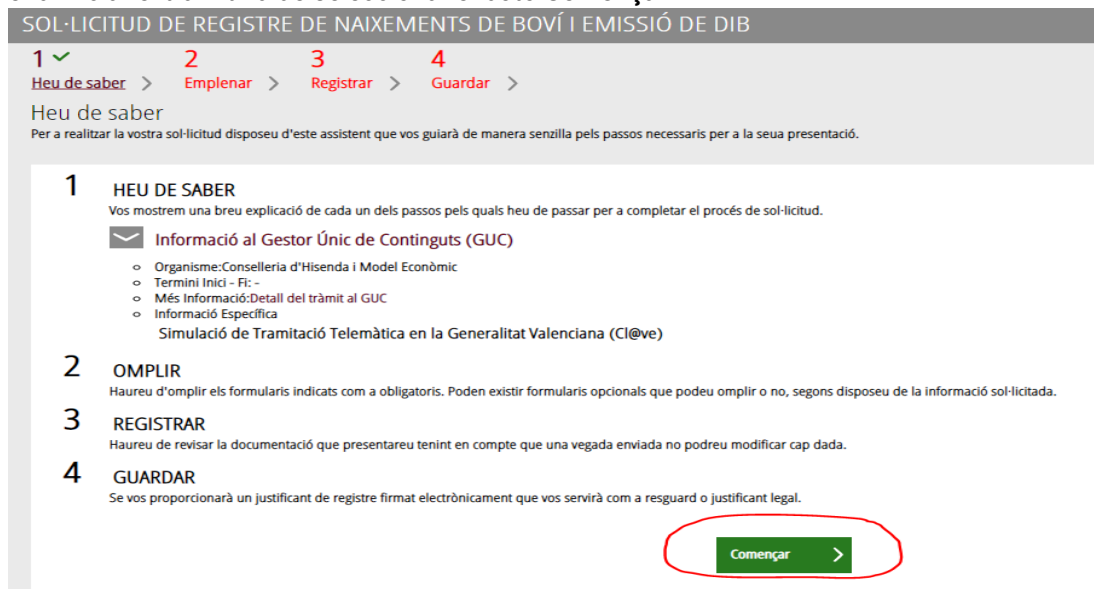 SOL·LICITUD DE REGISTRE DE NAIXEMENTS DE BOVÍ I EMISSIÓ DE DIB
1 2 3 4
Heu de saber > Emplenar > Registrar > Guardar >
Heu de saber
Per a realitzar la vostra sol·licitud disposeu d'este assistent que vos guiarà de manera senzilla pels passos necessaris per a la seua presentació.
1 HEU DE SABER
Vos mostrem una breu explicació de cada un dels passos pels quals heu de passar per a completar el procés de sol·licitud.
Informació al Gestor Únic de Continguts (GUC)
Organisme:Conselleria d'Hisenda i Model Econòmic
Termini Inici - Fi: -
Més Informació:Detall del tràmit al GUC
Informació Específica
Simulació de Tramitació Telemàtica en la Generalitat Valenciana (Cl@ve)
2 OMPLIR
Haureu d'omplir els formularis indicats com a obligatoris. Poden existir formularis opcionals que podeu omplir o no, segons disposeu de la informació sol·licitada.
3 REGISTRAR
Haureu de revisar la documentació que presentareu tenint en compte que una vegada enviada no podreu modificar cap dada.
4 GUARDAR
Se vos proporcionarà un justificant de registre firmat electrònicament que vos servirà com a resguard o justificant legal.
Començar >